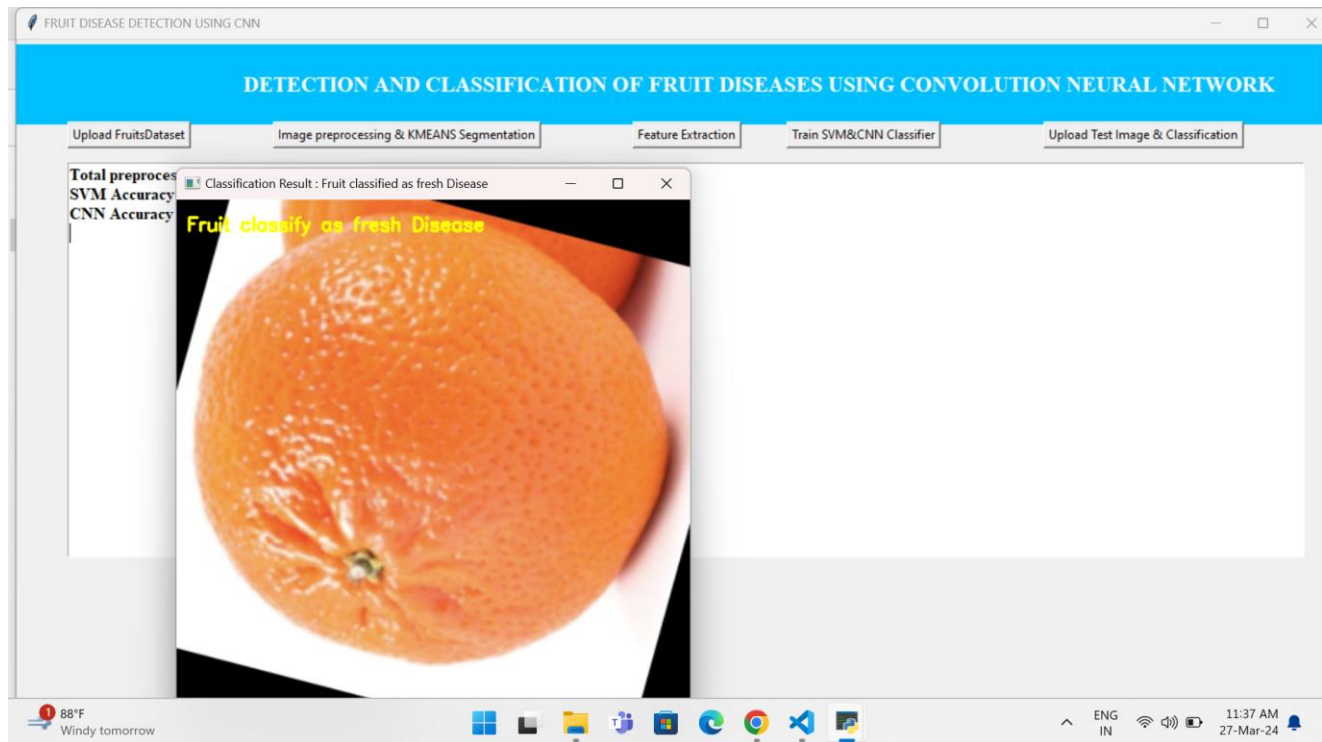 FRUIT DISEASE DETECTION USING CNN
DETECTION AND CLASSIFICATION OF FRUIT DISEASES USING CONVOLUTION NEURAL NETWORK
Upload FruitsDataset Image preprocessing & KMEANS Segmentation Feature Extraction Train SVM&CNN Classifier Upload Test Image & Classification
Total preproces
SVM Accuracy
CNN Accuracy
Classification Result : Fruit classified as fresh Disease
Fruit classify as fresh Disease
1
88°F
Windy tomorrow
ENG
IN
11:37 AM
27-Mar-24